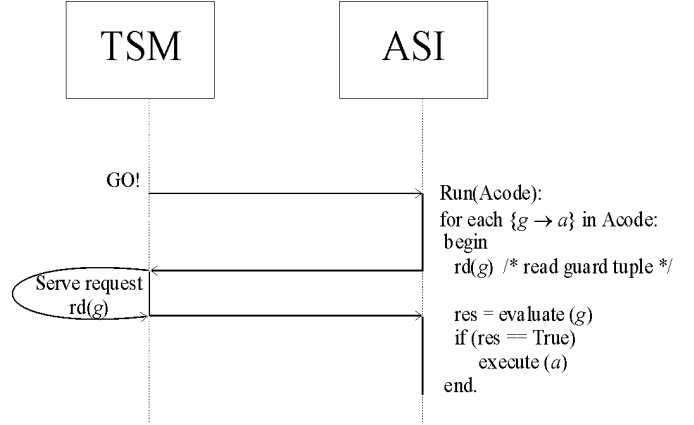 TSM
ASI
GO!
Run(Acode):
for each {g → a} in Acode:
begin
rd(g) /* read guard tuple */
Serve request
rd(g)
res = evaluate (g)
if (res == True)
execute (a)
end.